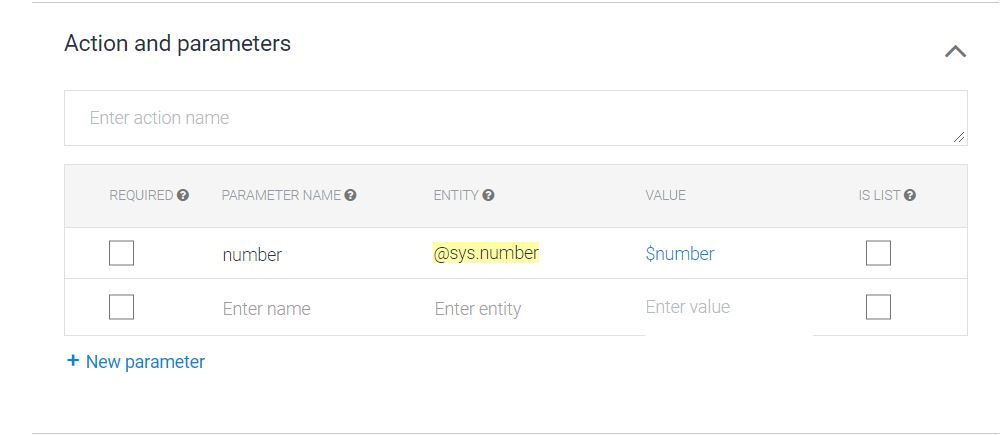 Action and parameters
Enter action name
REQUIRED ? PARAMETER NAME ? ENTITY ? VALUE IS LIST ?
number @sys.number $number
Enter name Enter entity Enter value
+ New parameter